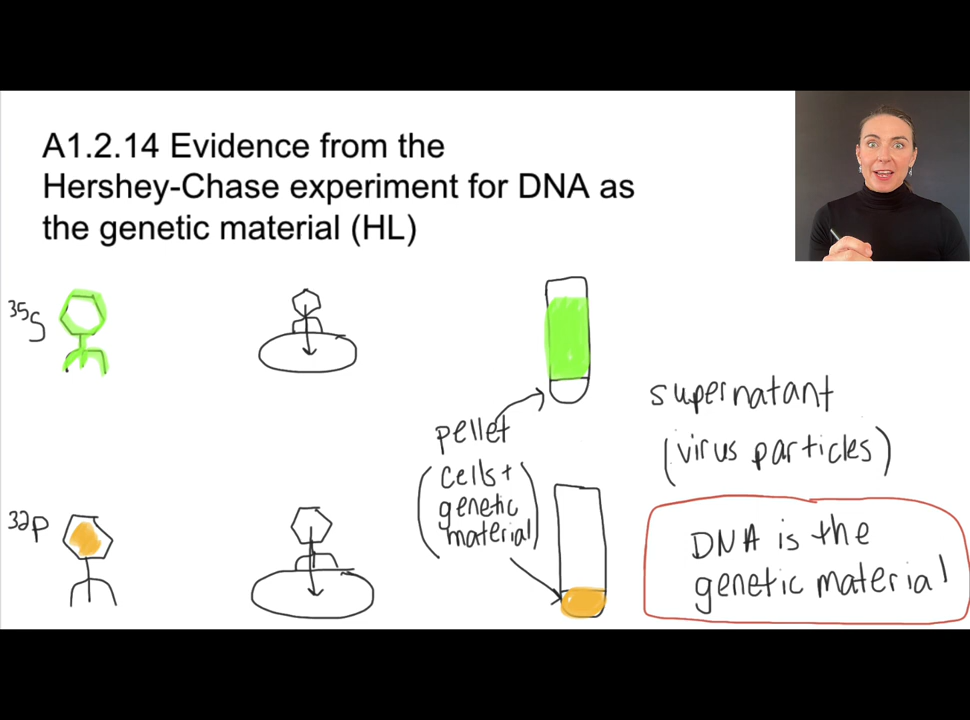 A1.2.14 Evidence from the
Hershey-Chase experiment for DNA as
the genetic material (HL)
35S
pellet
(cells +
genetic
material)
supernatant
(virus particles)
32P
DNA is the
genetic material